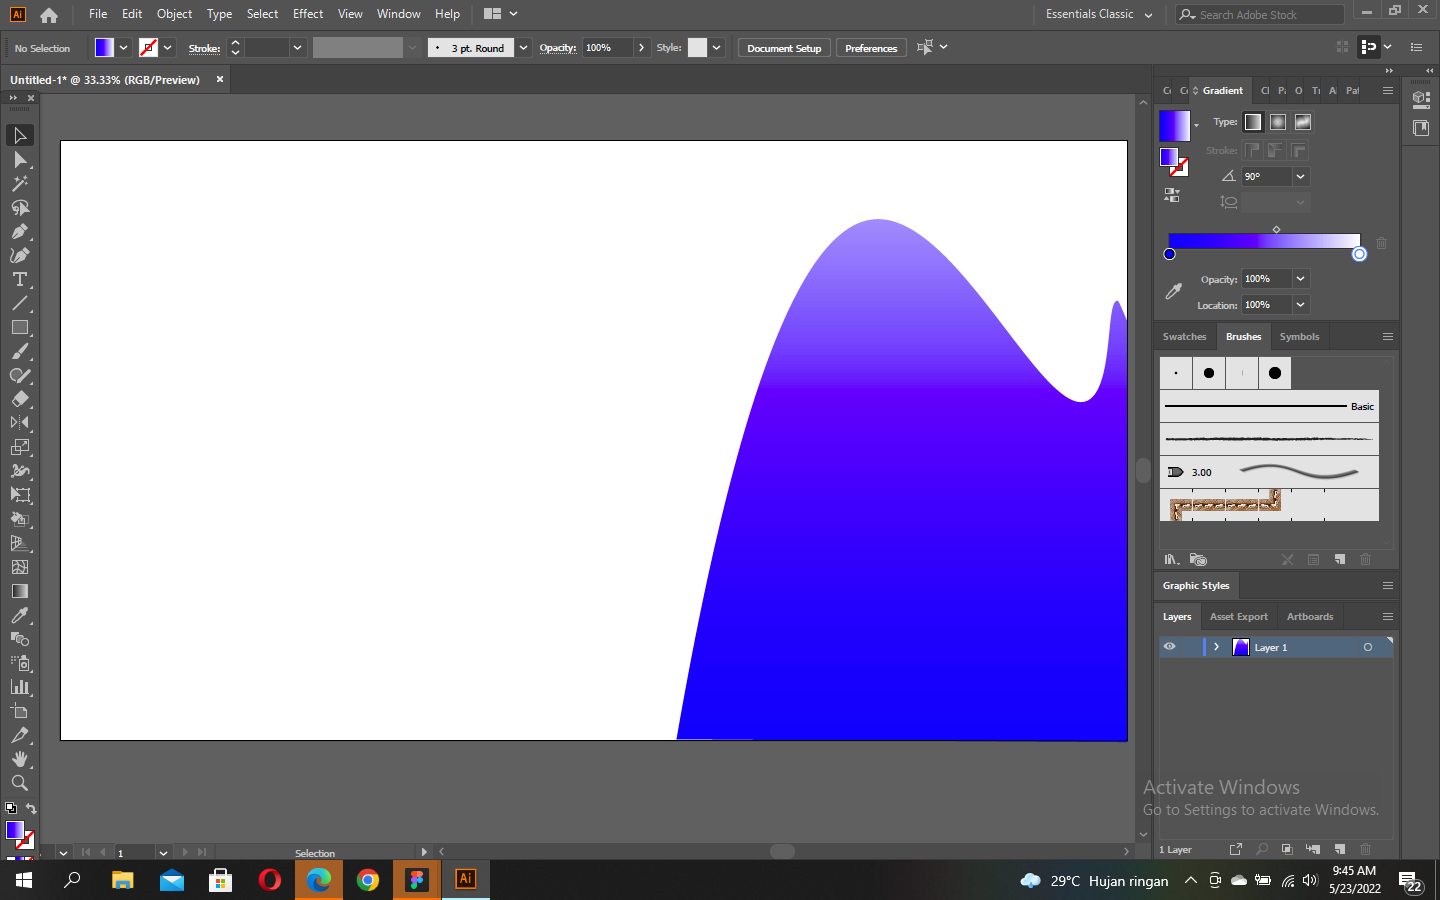 Ai File Edit Object Type Select Effect View Window Help Essentials Classic Search Adobe Stock
No Selection Stroke: 3 pt. Round Opacity: 100% Style: Document Setup Preferences
Untitled-1* @ 33.33% (RGB/Preview)
Gradient
Type:
Stroke:
90°
Opacity: 100%
Location: 100%
Swatches Brushes Symbols
Basic
3.00
Graphic Styles
Layers Asset Export Artboards
Layer 1
Activate Windows
Go to Settings to activate Windows.
1 Selection
1 Layer
Ai 29°C Hujan ringan 9:45 AM
5/23/2022
22